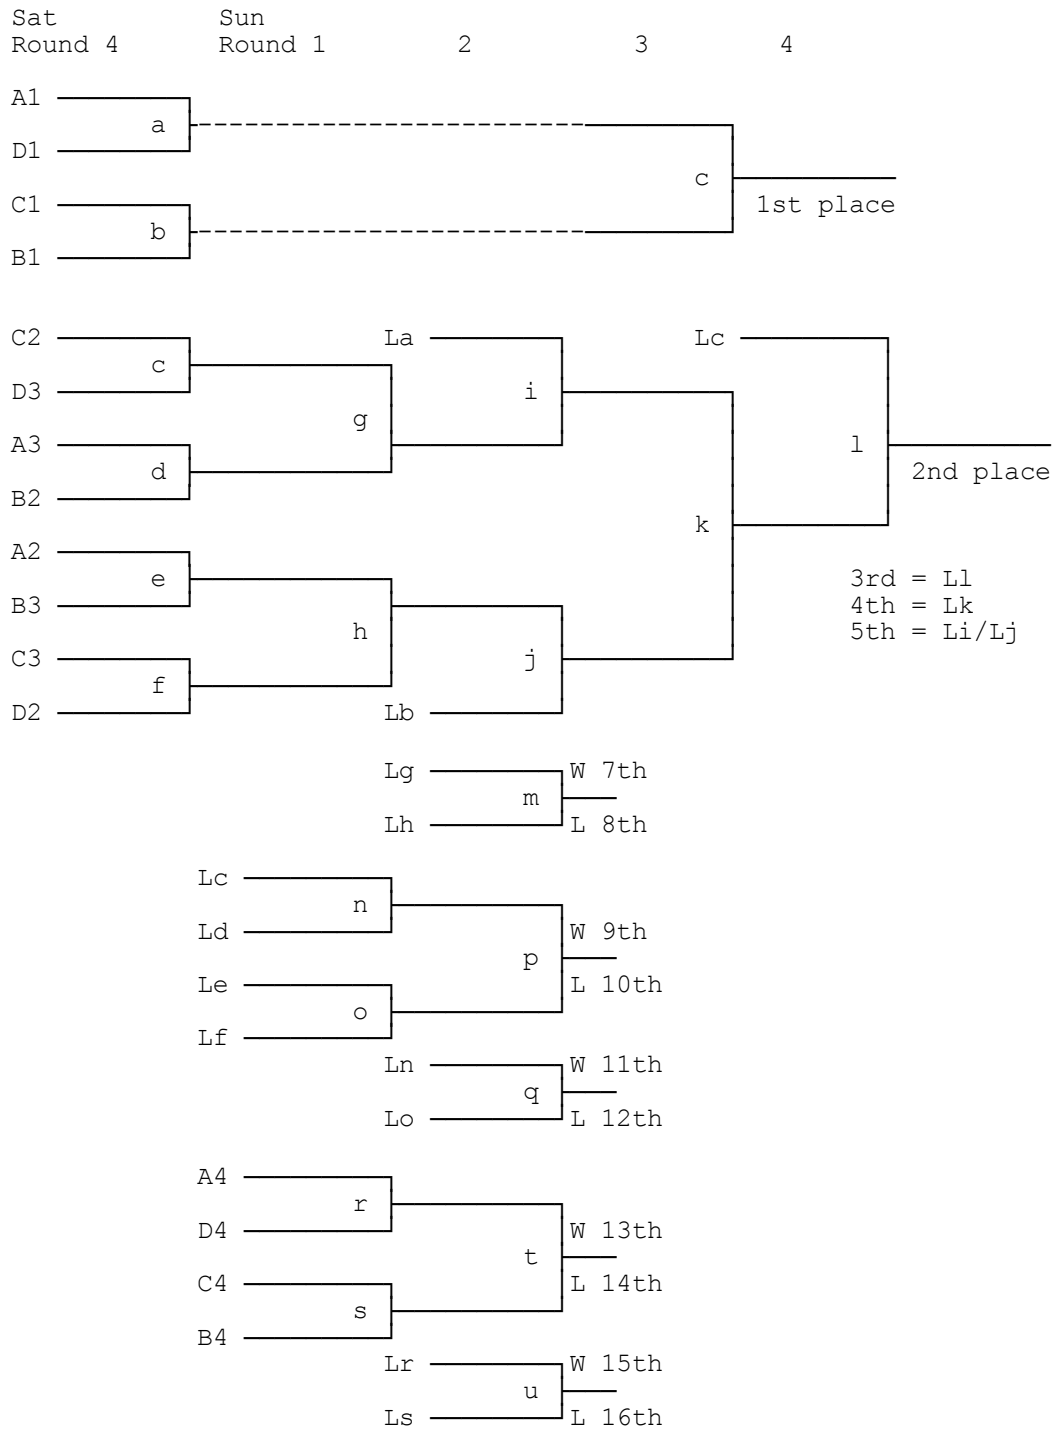 Sat Sun
Round 4 Round 1 2 3 4
A1
a
D1
c
C1 1st place
b
B1
C2 La Lc
c
D3 i
g
A3 l
d 2nd place
B2
k
A2
e 3rd = Ll
B3 4th = Lk
h 5th = Li/Lj
C3 j
f
D2 Lb
Lg W 7th
m
Lh L 8th
Lc
n
Ld W 9th
p
Le L 10th
o
Lf
Ln W 11th
q
Lo L 12th
A4
r
D4 W 13th
t
C4 L 14th
s
B4
Lr W 15th
u
Ls L 16th